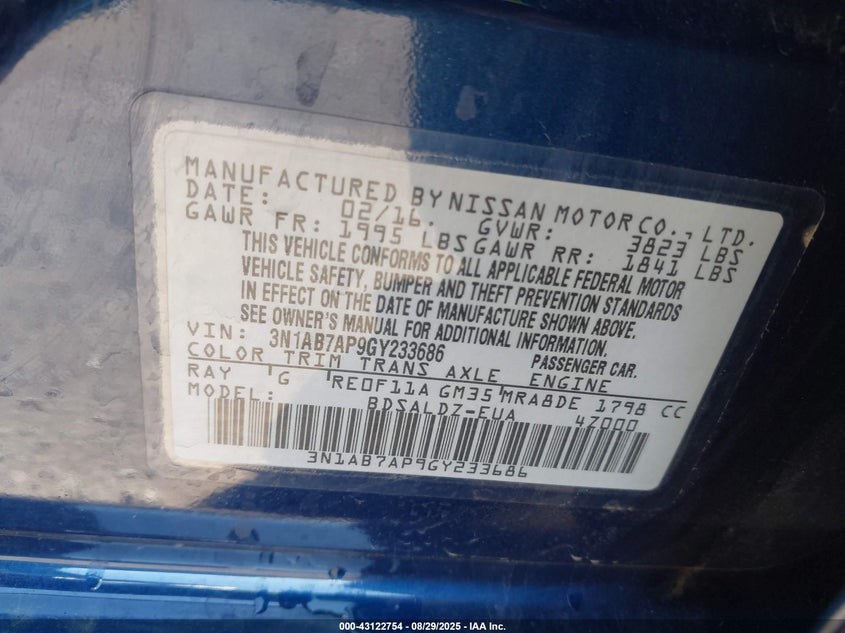 MANUFACTURED BY NISSAN MOTOR CO., LTD.
DATE: 02/16 GVWR: 3823 LBS
GAWR FR: 1995 LBS GAWR RR: 1841 LBS
THIS VEHICLE CONFORMS TO ALL APPLICABLE FEDERAL MOTOR
VEHICLE SAFETY, BUMPER AND THEFT PREVENTION STANDARDS
IN EFFECT ON THE DATE OF MANUFACTURE SHOWN ABOVE.
SEE OWNER'S MANUAL FOR ADDITIONAL INFORMATION.
VIN: 3N1AB7AP9GY233686 PASSENGER CAR.
COLOR TRIM TRANS AXLE ENGINE
RAY G RE0F11A GM35 MRA8DE 1798 CC
MODEL: BDSALDZ-EUA 47000
3N1AB7AP9GY233686
000-43122754 - 08/29/2025 - IAA Inc.